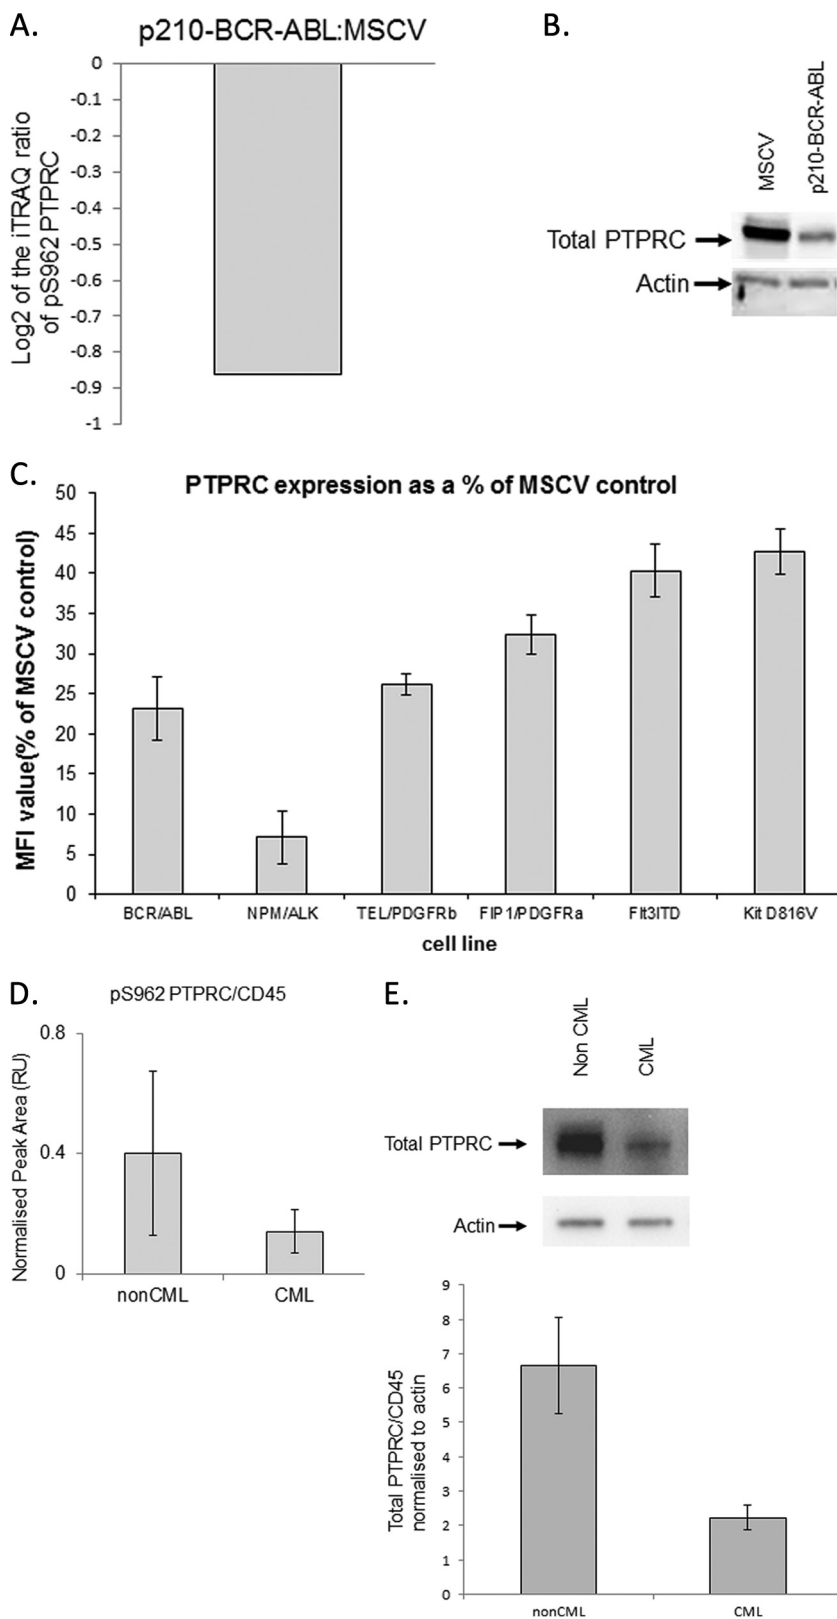 A.
p210-BCR-ABL:MSCV
0
-0.1
-0.2
-0.3
-0.4
-0.5
-0.6
-0.7
-0.8
-0.9
-1
Log2 of the iTRAQ ratio
of pS962 PTPRC
B.
MSCV
p210-BCR-ABL
Total PTPRC
Actin
C.
PTPRC expression as a % of MSCV control
50
45
40
35
30
25
20
15
10
5
0
MFI value(% of MSCV control)
BCR/ABL NPM/ALK TEL/PDGFRb FIP1/PDGFRa Flt3ITD Kit D816V
cell line
D.
pS962 PTPRC/CD45
0.8
0.4
0
Normalised Peak Area (RU)
nonCML CML
E.
Non CML
CML
Total PTPRC
Actin
9
8
7
6
5
4
3
2
1
0
Total PTPRC/CD45
normalised to actin
nonCML CML